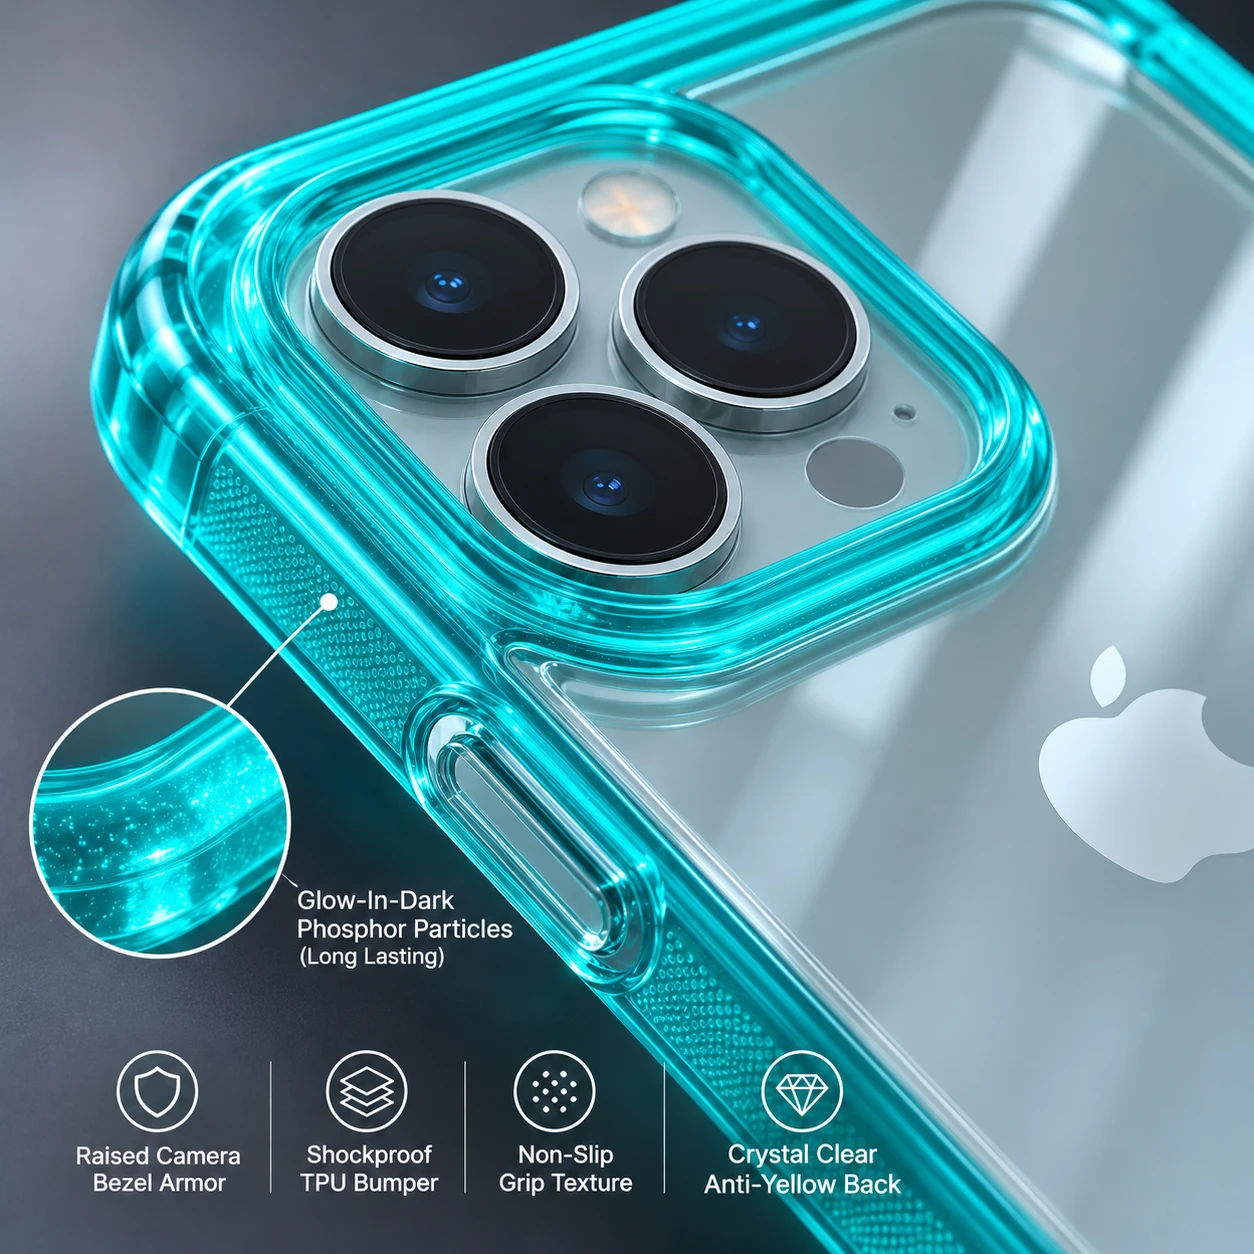 Glow-In-Dark
Phosphor Particles
(Long Lasting)
Raised Camera
Bezel Armor
Shockproof
TPU Bumper
Non-Slip
Grip Texture
Crystal Clear
Anti-Yellow Back